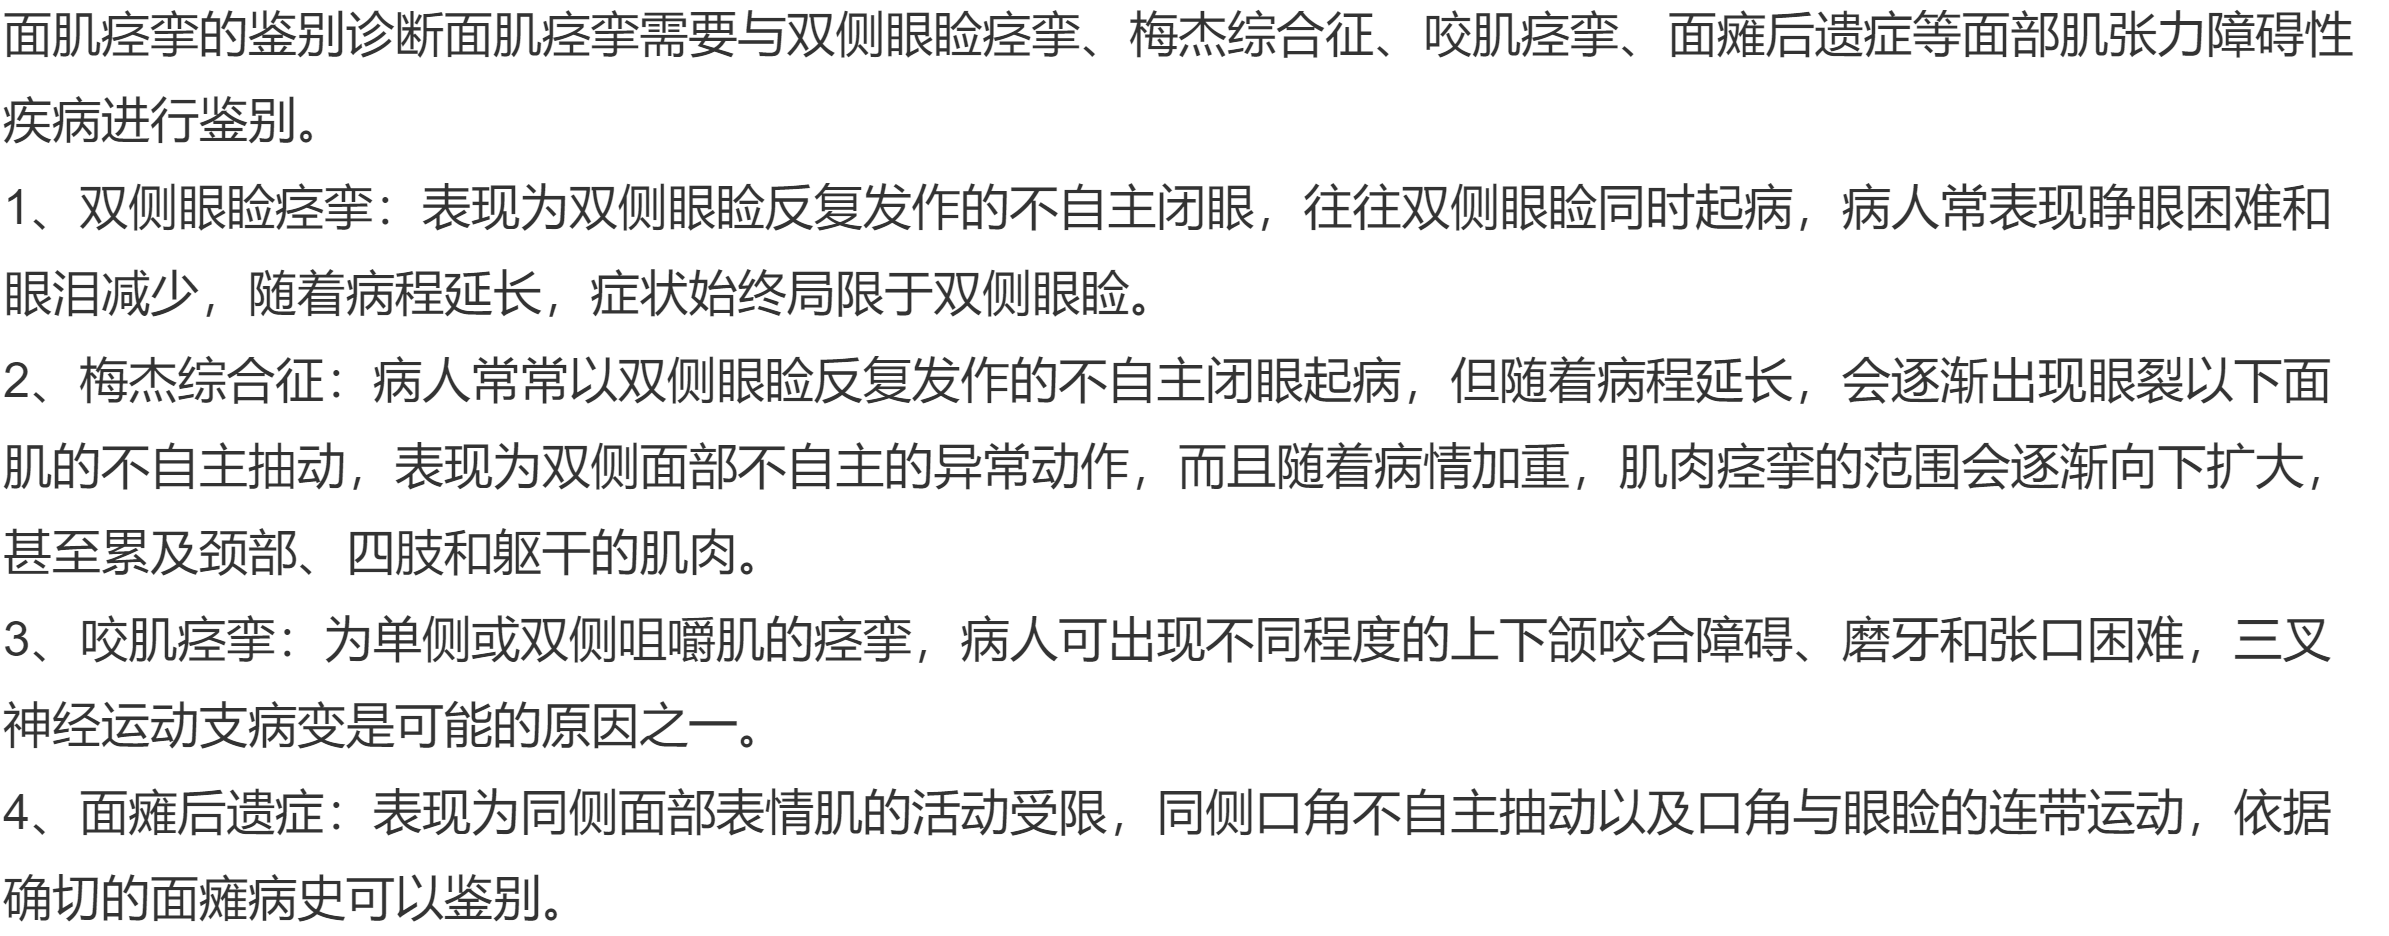 面肌痉挛的鉴别诊断面肌痉挛需要与双侧眼睑痉挛、梅杰综合征、咬肌痉挛、面瘫后遗症等面部肌张力障碍性
疾病进行鉴别。
1、双侧眼睑痉挛：表现为双侧眼睑反复发作的不自主闭眼，往往双侧眼睑同时起病，病人常表现睁眼困难和
眼泪减少，随着病程延长，症状始终局限于双侧眼睑。
2、梅杰综合征：病人常常以双侧眼睑反复发作的不自主闭眼起病，但随着病程延长，会逐渐出现眼裂以下面
肌的不自主抽动，表现为双侧面部不自主的异常动作，而且随着病情加重，肌肉痉挛的范围会逐渐向下扩大，
甚至累及颈部、四肢和躯干的肌肉。
3、咬肌痉挛：为单侧或双侧咀嚼肌的痉挛，病人可出现不同程度的上下颌咬合障碍、磨牙和张口困难，三叉
神经运动支病变是可能的原因之一。
4、面瘫后遗症：表现为同侧面部表情肌的活动受限，同侧口角不自主抽动以及口角与眼睑的连带运动，依据
确切的面瘫病史可以鉴别。